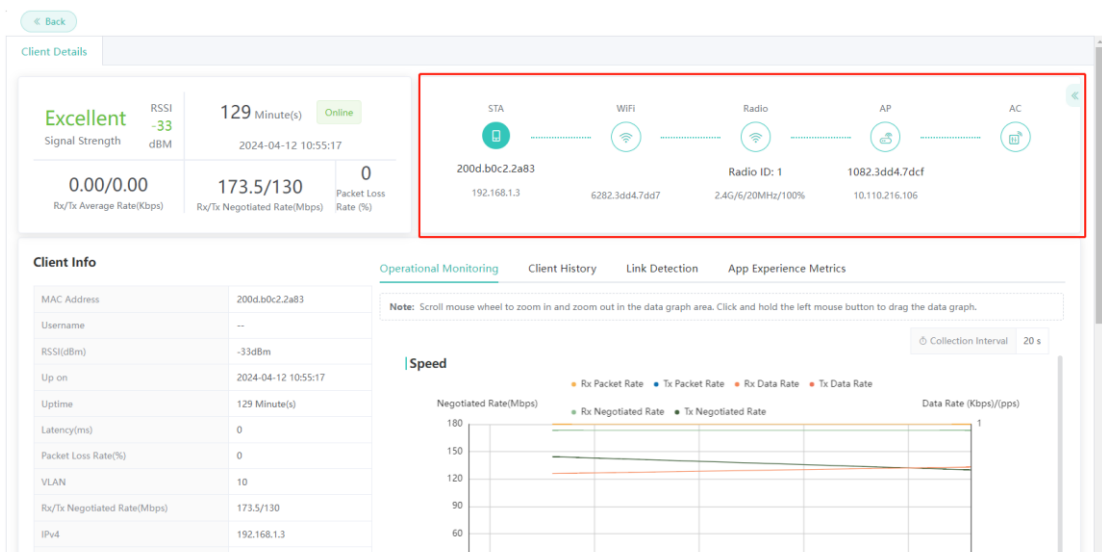 « Back
Client Details
Excellent
Signal Strength
RSSI
-33
dBM
129 Minute(s)
Online
2024-04-12 10:55:17
0.00/0.00
Rx/Tx Average Rate(Kbps)
173.5/130
Rx/Tx Negotiated Rate(Mbps)
0
Packet Loss
Rate (%)
STA
WiFi
Radio
AP
AC
«
200d.b0c2.2a83
Radio ID: 1
1082.3dd4.7dcf
192.168.1.3
6282.3dd4.7dd7
2.4G/6/20MHz/100%
10.110.216.106
Client Info
MAC Address 200d.b0c2.2a83
Username --
RSSI(dBm) -33dBm
Up on 2024-04-12 10:55:17
Uptime 129 Minute(s)
Latency(ms) 0
Packet Loss Rate(%) 0
VLAN 10
Rx/Tx Negotiated Rate(Mbps) 173.5/130
IPv4 192.168.1.3
Operational Monitoring Client History Link Detection App Experience Metrics
Note: Scroll mouse wheel to zoom in and zoom out in the data graph area. Click and hold the left mouse button to drag the data graph.
Collection Interval 20 s
Speed
Rx Packet Rate Tx Packet Rate Rx Data Rate Tx Data Rate
Negotiated Rate(Mbps)
Rx Negotiated Rate Tx Negotiated Rate
Data Rate (Kbps)/(pps)
180
1
150
120
90
60